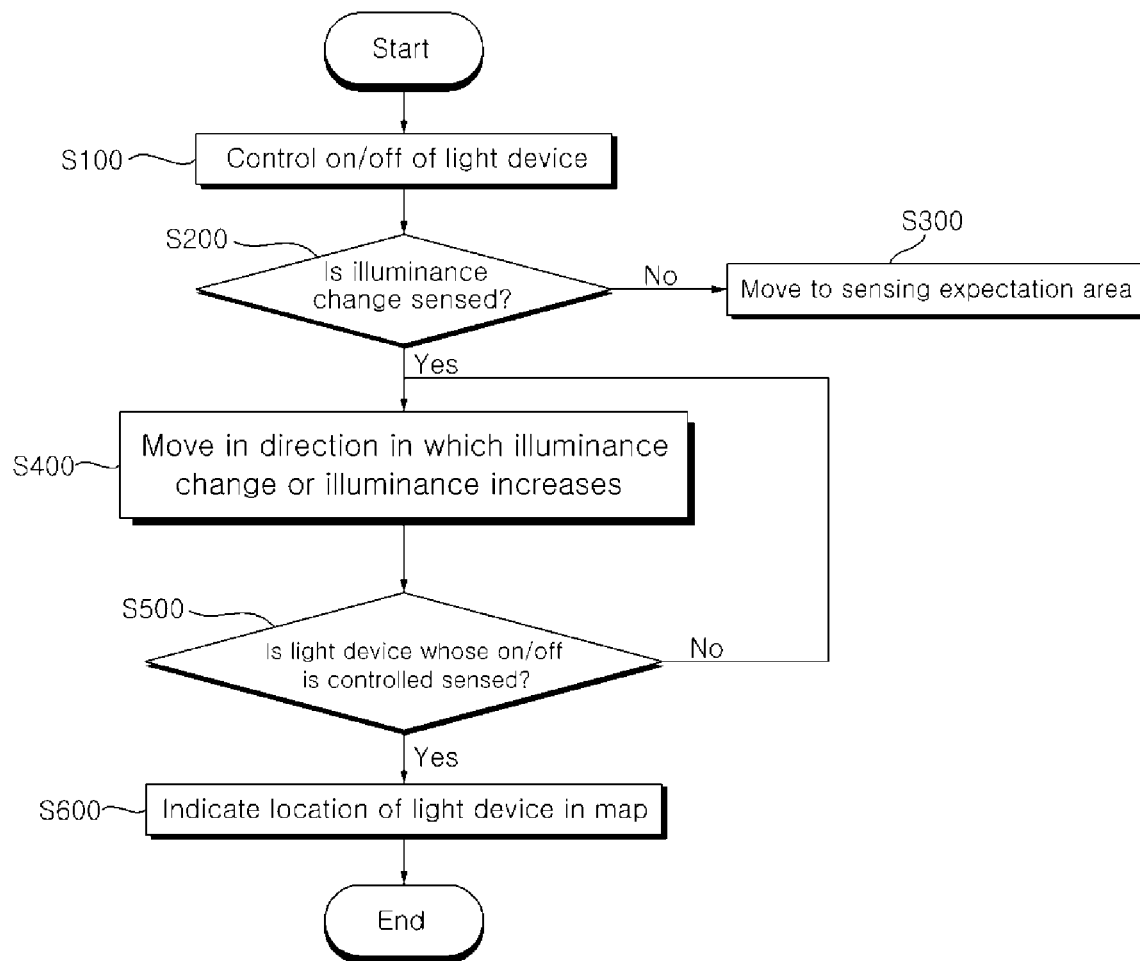 Start
S100
Control on/off of light device
S200
Is illuminance
change sensed?
No
S300
Move to sensing expectation area
Yes
S400
Move in direction in which illuminance
change or illuminance increases
S500
Is light device whose on/off
is controlled sensed?
No
Yes
S600
Indicate location of light device in map
End